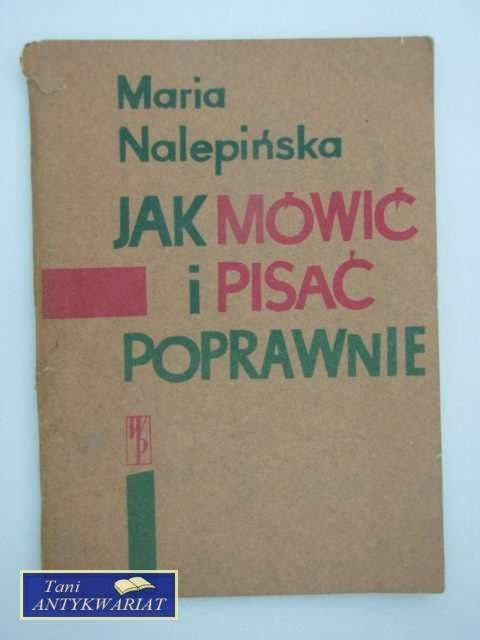 Maria
Nalepińska
JAK MÓWIĆ
i PISAĆ
POPRAWNIE
WP
Tani
ANTYKWARIAT